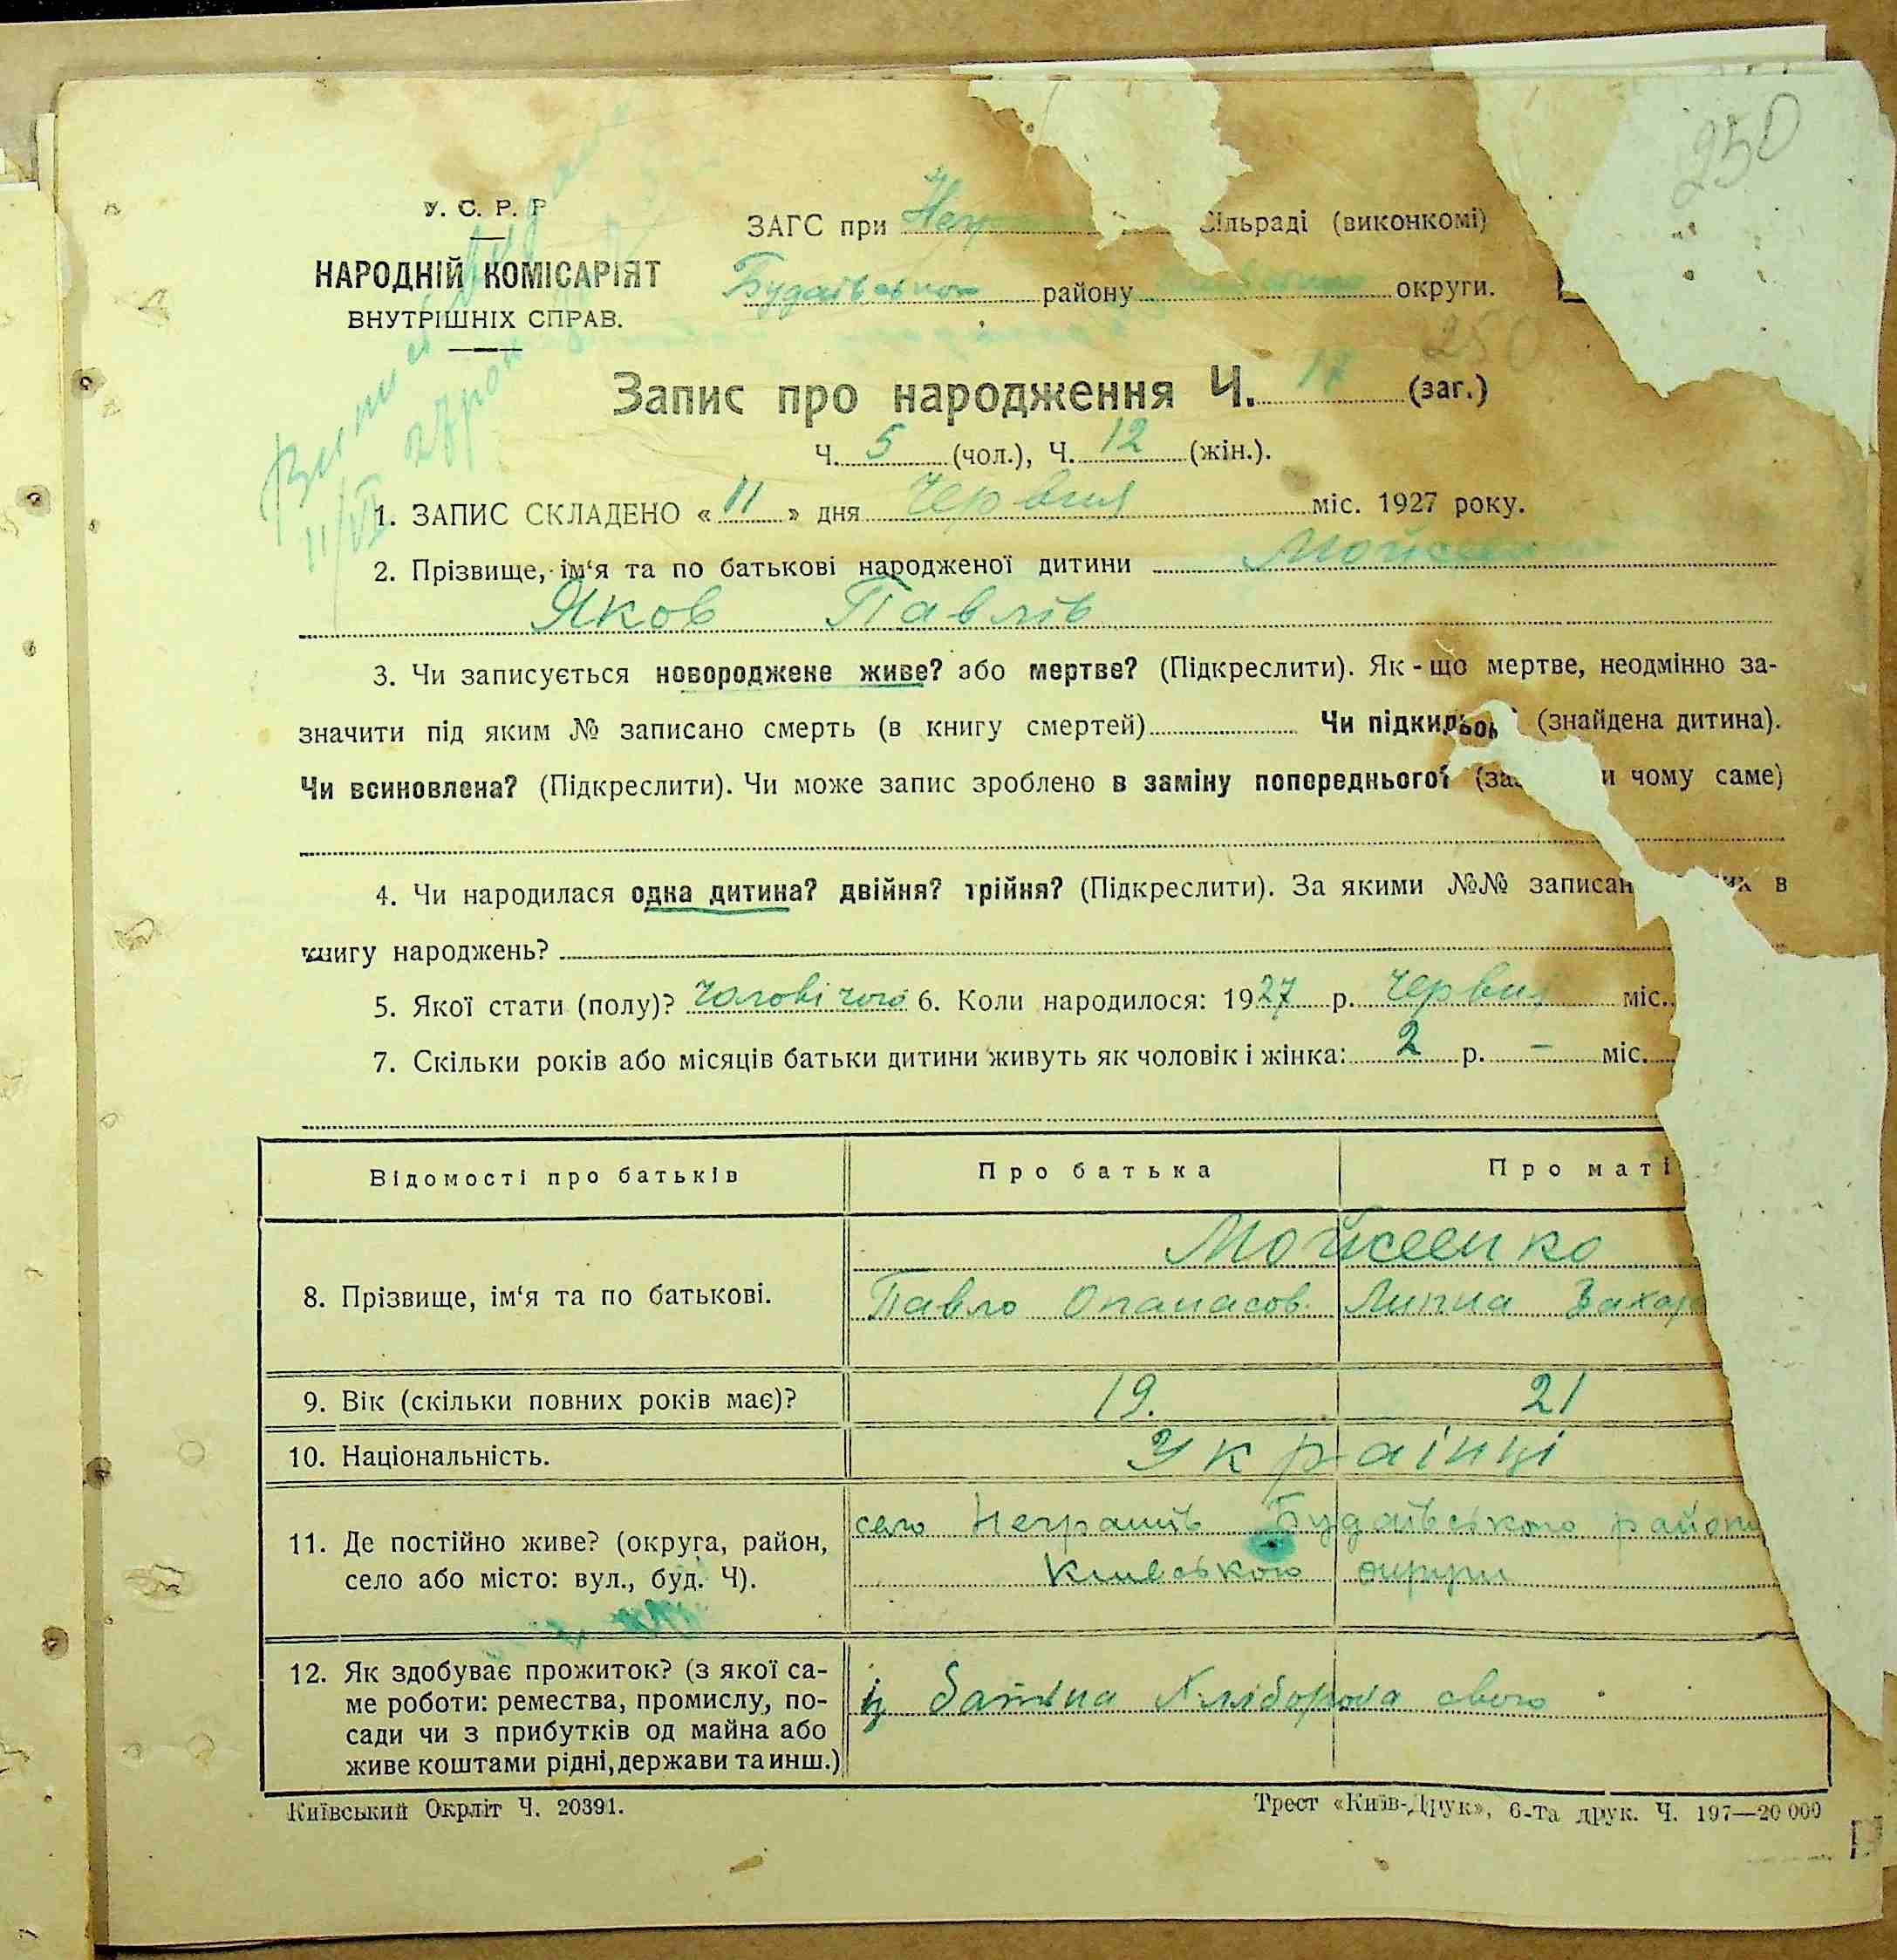 250
У. С. Р. Р
НАРОДНІЙ КОМІСАРІЯТ
ВНУТРІШНІХ СПРАВ.
ЗАГС при Сільраді (виконкомі)
Будаївського району округи.
250
Запис про народження Ч. 17 (заг.)
Ч. 5 (чол.), Ч. 12 (жін.).
11/VI
1. ЗАПИС СКЛАДЕНО « 11 » дня Червня міс. 1927 року.
2. Прізвище, ім‘я та по батькові народженої дитини
Яков Павлів
3. Чи записується новороджене живе? або мертве? (Підкреслити). Як-що мертве, неодмінно за-
значити під яким № записано смерть (в книгу смертей) Чи (знайдена дитина).
Чи всиновлена? (Підкреслити). Чи може запис зроблено в заміну попереднього? чому саме)
4. Чи народилася одна дитина? двійня? трійня? (Підкреслити). За якими №№ в
книгу народжень?
5. Якої стати (полу)? чоловічого 6. Коли народилося: 1927 р. Червня міс.
7. Скільки років або місяців батьки дитини живуть як чоловік і жінка: 2 р. – міс.
Відомості про батьків Про батька Про маті
8. Прізвище, ім‘я та по батькові. Мойсеенко
Павло Опанасов. Липна Захар
9. Вік (скільки повних років має)? 19. 21
10. Національність. Украінці
11. Де постійно живе? (округа, район,
село або місто: вул., буд. Ч).
село Неграшів Будаївського району
Київського округи
12. Як здобуває прожиток? (з якої са-
ме роботи: ремества, промислу, по-
сади чи з прибутків од майна або
живе коштами рідні, держави та инш.)
свого
Київський Окрліт Ч. 20391.
Трест «Київ-Друк», 6-та друк. Ч. 197—20 000